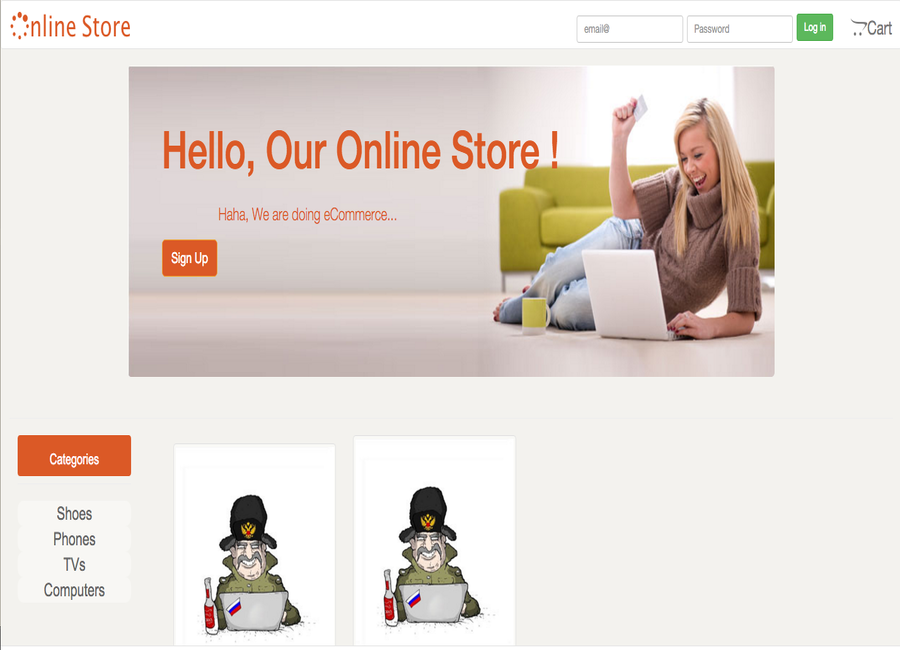 Online Store
email@
Password
Log in
Cart
Hello, Our Online Store !
Haha, We are doing eCommerce...
Sign Up
Categories
Shoes
Phones
TVs
Computers